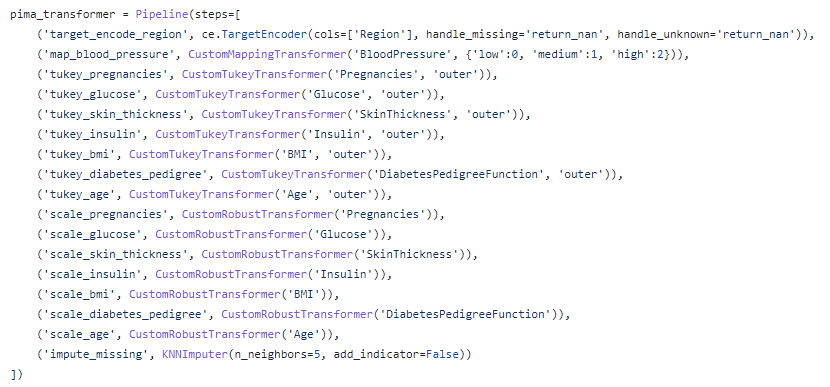 pima_transformer = Pipeline(steps=[
    ('target_encode_region', ce.TargetEncoder(cols=['Region'], handle_missing='return_nan', handle_unknown='return_nan')),
    ('map_blood_pressure', CustomMappingTransformer('BloodPressure', {'low':0, 'medium':1, 'high':2})),
    ('tukey_pregnancies', CustomTukeyTransformer('Pregnancies', 'outer')),
    ('tukey_glucose', CustomTukeyTransformer('Glucose', 'outer')),
    ('tukey_skin_thickness', CustomTukeyTransformer('SkinThickness', 'outer')),
    ('tukey_insulin', CustomTukeyTransformer('Insulin', 'outer')),
    ('tukey_bmi', CustomTukeyTransformer('BMI', 'outer')),
    ('tukey_diabetes_pedigree', CustomTukeyTransformer('DiabetesPedigreeFunction', 'outer')),
    ('tukey_age', CustomTukeyTransformer('Age', 'outer')),
    ('scale_pregnancies', CustomRobustTransformer('Pregnancies')),
    ('scale_glucose', CustomRobustTransformer('Glucose')),
    ('scale_skin_thickness', CustomRobustTransformer('SkinThickness')),
    ('scale_insulin', CustomRobustTransformer('Insulin')),
    ('scale_bmi', CustomRobustTransformer('BMI')),
    ('scale_diabetes_pedigree', CustomRobustTransformer('DiabetesPedigreeFunction')),
    ('scale_age', CustomRobustTransformer('Age')),
    ('impute_missing', KNNImputer(n_neighbors=5, add_indicator=False))
])